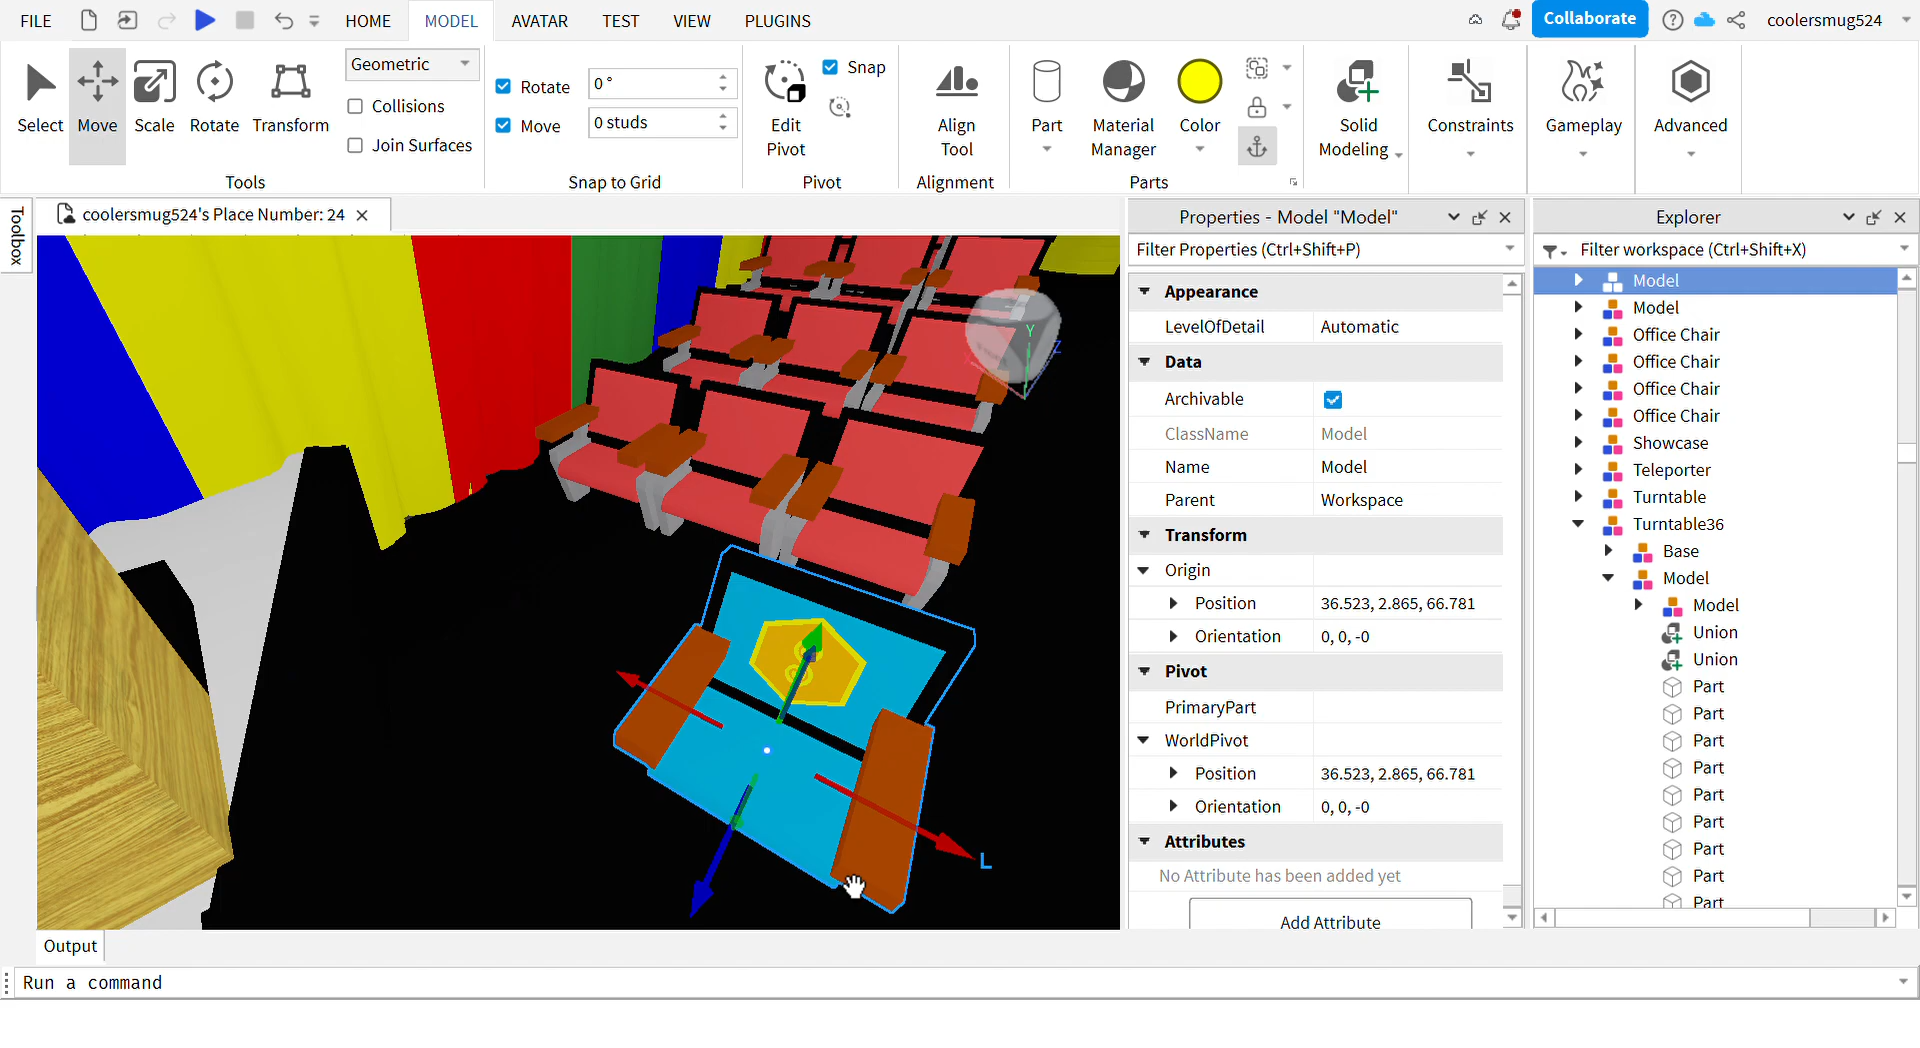 FILE HOME MODEL AVATAR TEST VIEW PLUGINS Collaborate coolersmug524
Select Move Scale Rotate Transform
Geometric
Collisions
Join Surfaces
Tools
Rotate 0 °
Move 0 studs
Snap to Grid
Edit Pivot
Snap
Pivot
Align Tool
Alignment
Part
Material Manager
Color
Parts
Solid Modeling
Constraints
Gameplay
Advanced
Toolbox
coolersmug524's Place Number: 24
Y
Z
L
Properties - Model "Model"
Filter Properties (Ctrl+Shift+P)
Appearance
LevelOfDetail Automatic
Data
Archivable
ClassName Model
Name Model
Parent Workspace
Transform
Origin
Position 36.523, 2.865, 66.781
Orientation 0, 0, -0
Pivot
PrimaryPart
WorldPivot
Position 36.523, 2.865, 66.781
Orientation 0, 0, -0
Attributes
No Attribute has been added yet
Add Attribute
Explorer
Filter workspace (Ctrl+Shift+X)
Model
Model
Office Chair
Office Chair
Office Chair
Office Chair
Showcase
Teleporter
Turntable
Turntable36
Base
Model
Model
Union
Union
Part
Part
Part
Part
Part
Part
Part
Part
Part
Output
Run a command